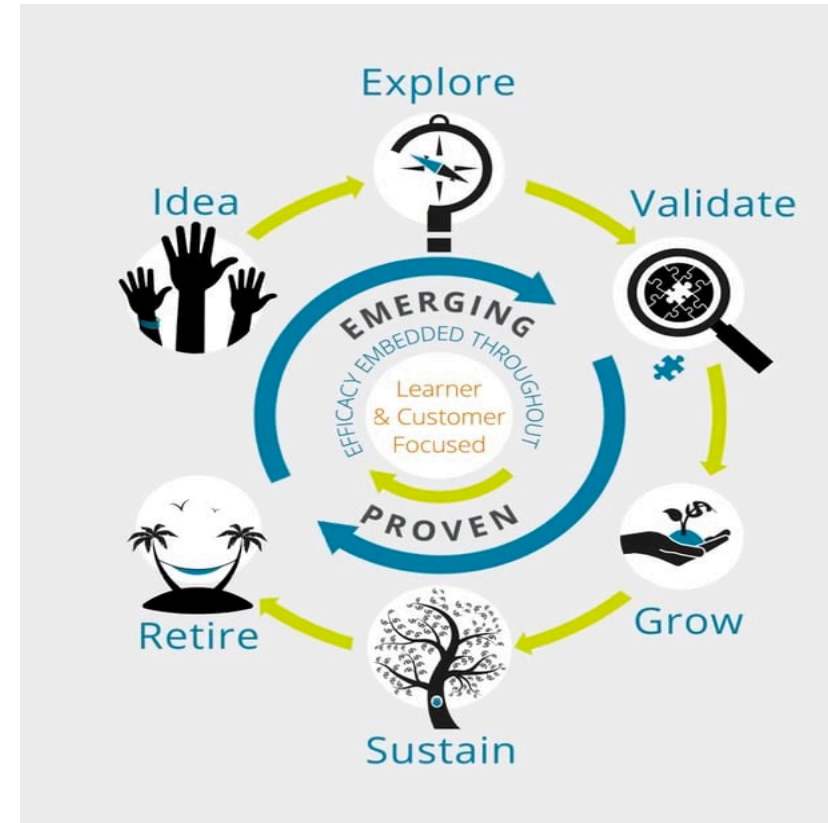 Explore
Idea
Validate
EMERGING
EFFICACY EMBEDDED THROUGHOUT
Learner
& Customer
Focused
PROVEN
Grow
Retire
Sustain